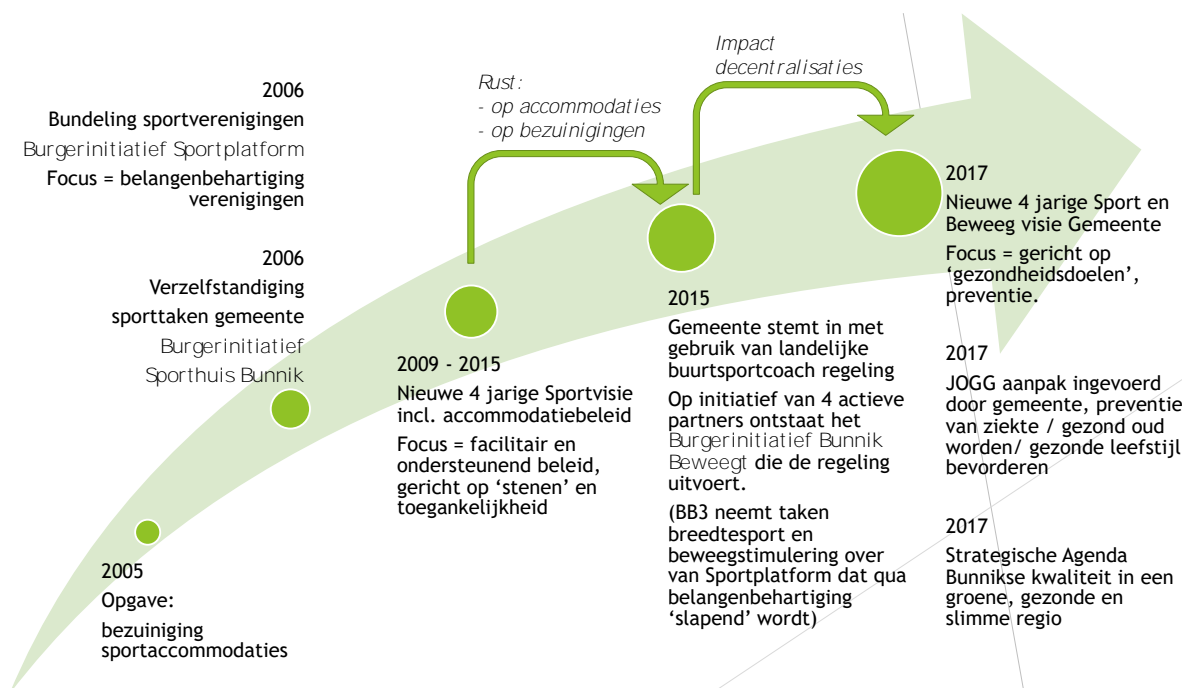 2006
Bundeling sportverenigingen
Burgerinitiatief Sportplatform
Focus = belangenbehartiging
verenigingen
2006
Verzelfstandiging
sporttaken gemeente
Burgerinitiatief
Sporthuis Bunnik
2005
Opgave:
bezuiniging
sportaccommodaties
Rust:
- op accommodaties
- op bezuinigingen
2009 - 2015
Nieuwe 4 jarige Sportvisie
incl. accommodatiebeleid
Focus = facilitair en
ondersteunend beleid,
gericht op ‘stenen’ en
toegankelijkheid
Impact
decentralisaties
2015
Gemeente stemt in met
gebruik van landelijke
buurtsportcoach regeling
Op initiatief van 4 actieve
partners ontstaat het
Burgerinitiatief Bunnik
Beweegt die de regeling
uitvoert.
(BB3 neemt taken
breedtesport en
beweegstimulering over
van Sportplatform dat qua
belangenbehartiging
‘slapend’ wordt)
2017
Nieuwe 4 jarige Sport en
Beweeg visie Gemeente
Focus = gericht op
‘gezondheidsdoelen’,
preventie.
2017
JOGG aanpak ingevoerd
door gemeente, preventie
van ziekte / gezond oud
worden/ gezonde leefstijl
bevorderen
2017
Strategische Agenda
Bunnikse kwaliteit in een
groene, gezonde en
slimme regio